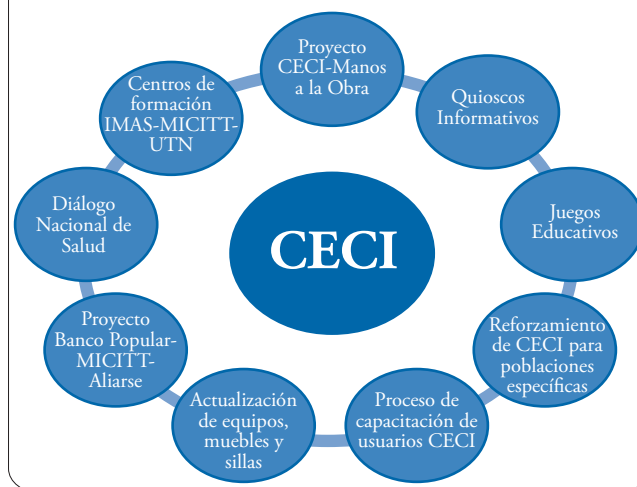 Proyecto
CECI-Manos
a la Obra
Quioscos
Informativos
Juegos
Educativos
Reforzamiento
de CECI para
poblaciones
específicas
Proceso de
capacitación de
usuarios CECI
Actualización
de equipos,
muebles y
sillas
Proyecto
Banco Popular-
MICITT-
Aliarse
Diálogo
Nacional de
Salud
Centros de
formación
IMAS-MICITT-
UTN
CECI